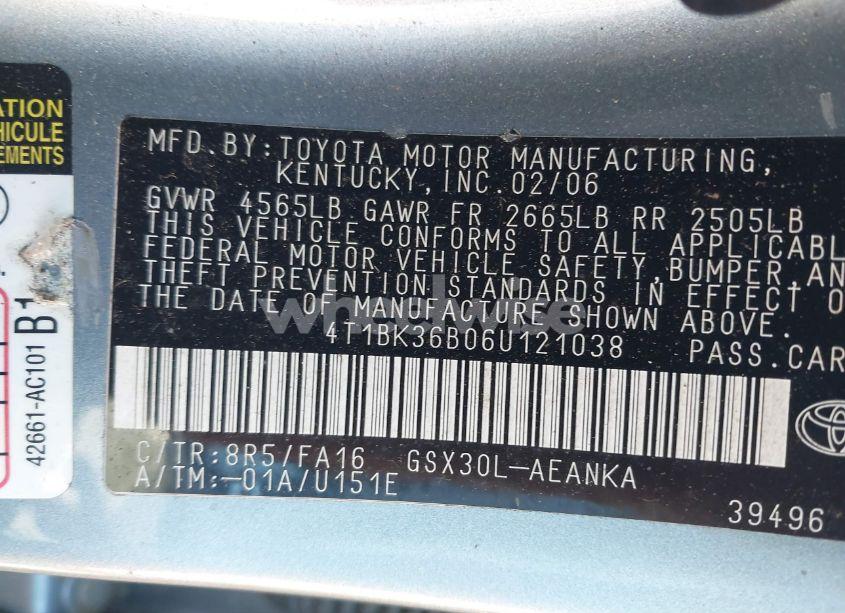 ATION
HICULE
EMENTS
42661-AC101
B1
MFD.BY:TOYOTA MOTOR MANUFACTURING,
KENTUCKY,INC.02/06
GVWR 4565LB GAWR FR 2665LB RR 2505LB
THIS VEHICLE CONFORMS TO ALL APPLICABL
FEDERAL MOTOR VEHICLE SAFETY,BUMPER,AN
THEFT PREVENTION STANDARDS IN EFFECT O
THE DATE OF MANUFACTURE SHOWN ABOVE.
wheelwise
4T1BK36B06U121038 PASS.CAR
C/TR:8R5/FA16 GSX30L-AEANKA
A/TM:-01A/U151E
39496